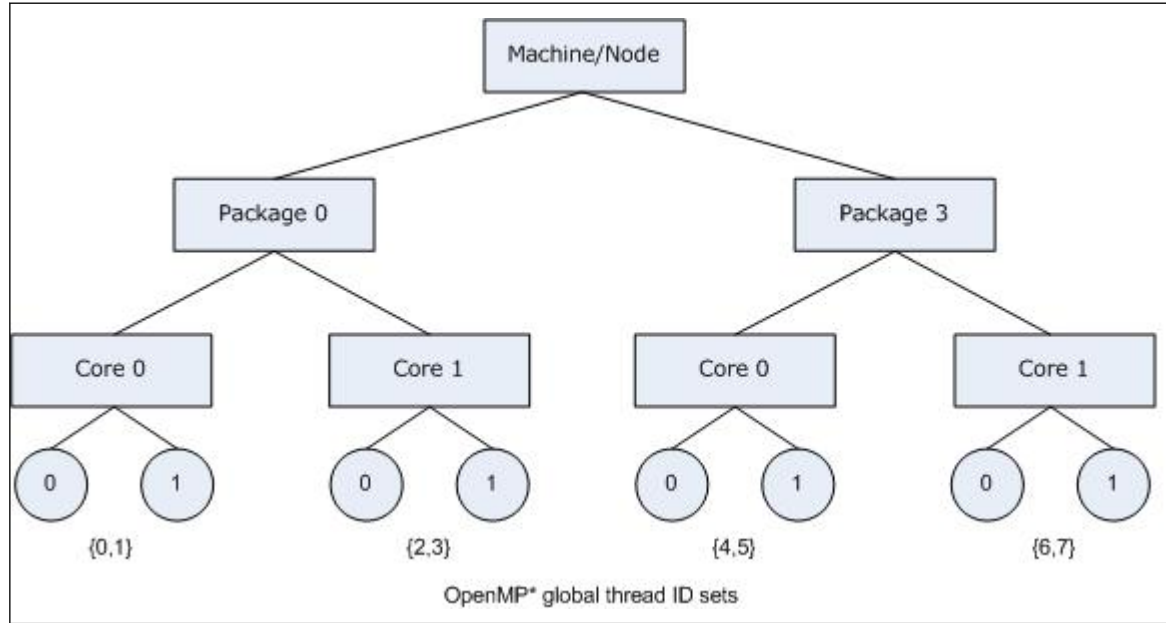 Machine/Node
Package 0 Package 3
Core 0 Core 1 Core 0 Core 1
0 1 0 1 0 1 0 1
{0,1} {2,3} {4,5} {6,7}
OpenMP* global thread ID sets